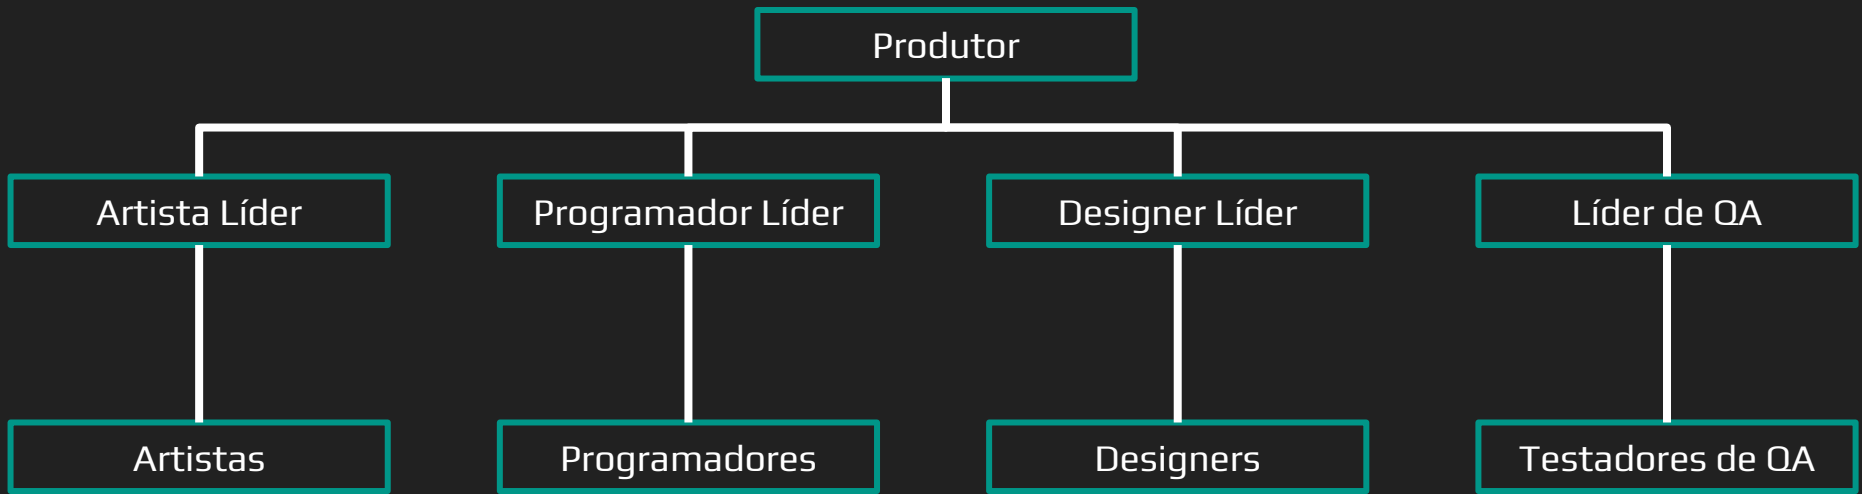 Produtor
Artista Líder
Programador Líder
Designer Líder
Líder de QA
Artistas
Programadores
Designers
Testadores de QA